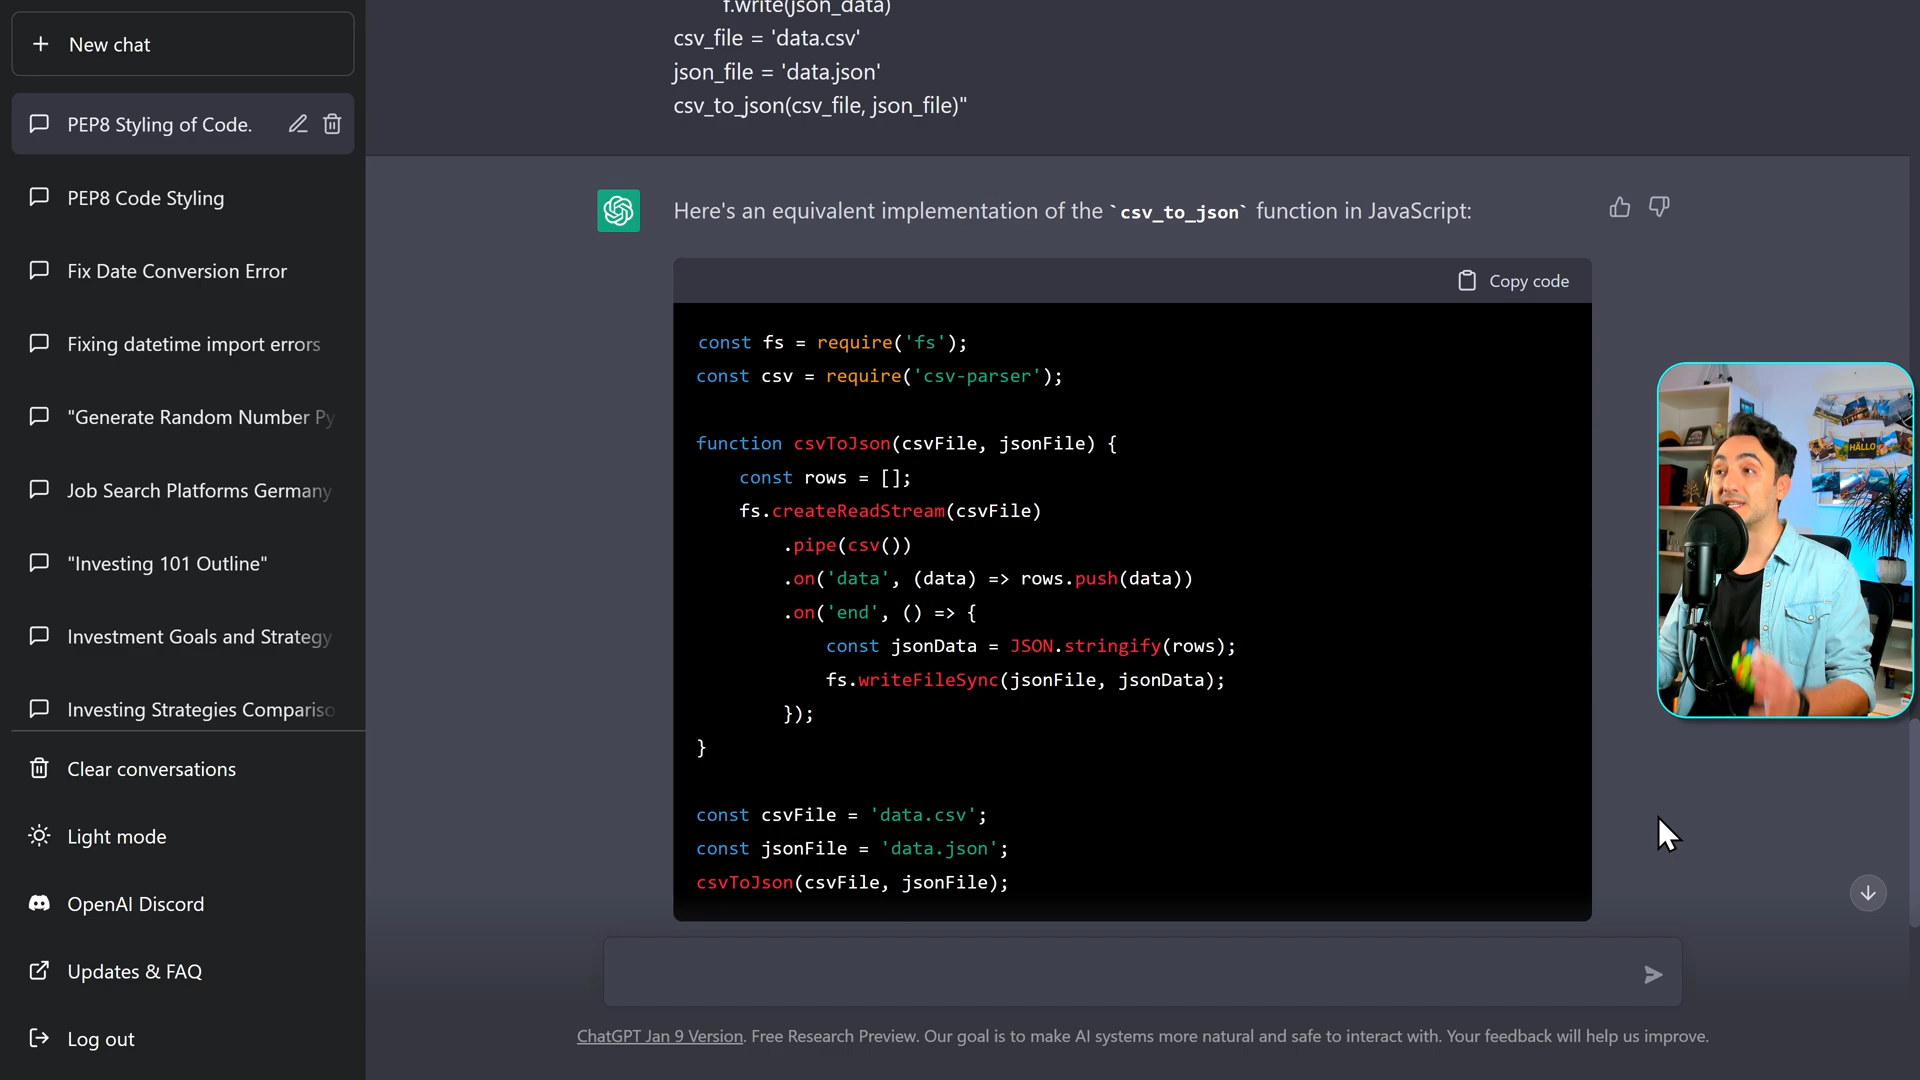 New chat
PEP8 Styling of Code.
PEP8 Code Styling
Fix Date Conversion Error
Fixing datetime import errors
"Generate Random Number Py
Job Search Platforms Germany
"Investing 101 Outline"
Investment Goals and Strategy
Investing Strategies Compariso
Clear conversations
Light mode
OpenAI Discord
Updates & FAQ
Log out
f.write(json_data)
csv_file = 'data.csv'
json_file = 'data.json'
csv_to_json(csv_file, json_file)"
Here's an equivalent implementation of the `csv_to_json` function in JavaScript:
Copy code
const fs = require('fs');
const csv = require('csv-parser');
function csvToJson(csvFile, jsonFile) {
const rows = [];
fs.createReadStream(csvFile)
.pipe(csv())
.on('data', (data) => rows.push(data))
.on('end', () => {
const jsonData = JSON.stringify(rows);
fs.writeFileSync(jsonFile, jsonData);
});
}
const csvFile = 'data.csv';
const jsonFile = 'data.json';
csvToJson(csvFile, jsonFile);
HALLO
ChatGPT Jan 9 Version. Free Research Preview. Our goal is to make AI systems more natural and safe to interact with. Your feedback will help us improve.